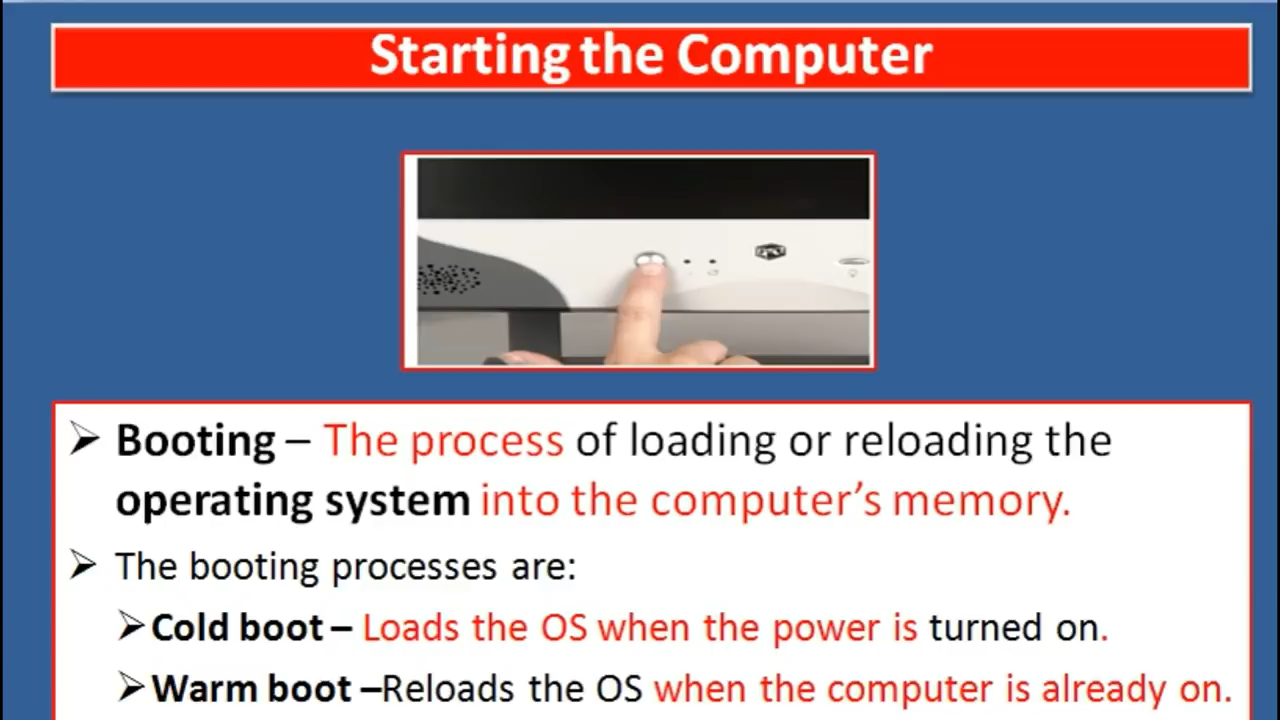 Starting the Computer
Booting – The process of loading or reloading the
operating system into the computer’s memory.
The booting processes are:
Cold boot – Loads the OS when the power is turned on.
Warm boot –Reloads the OS when the computer is already on.